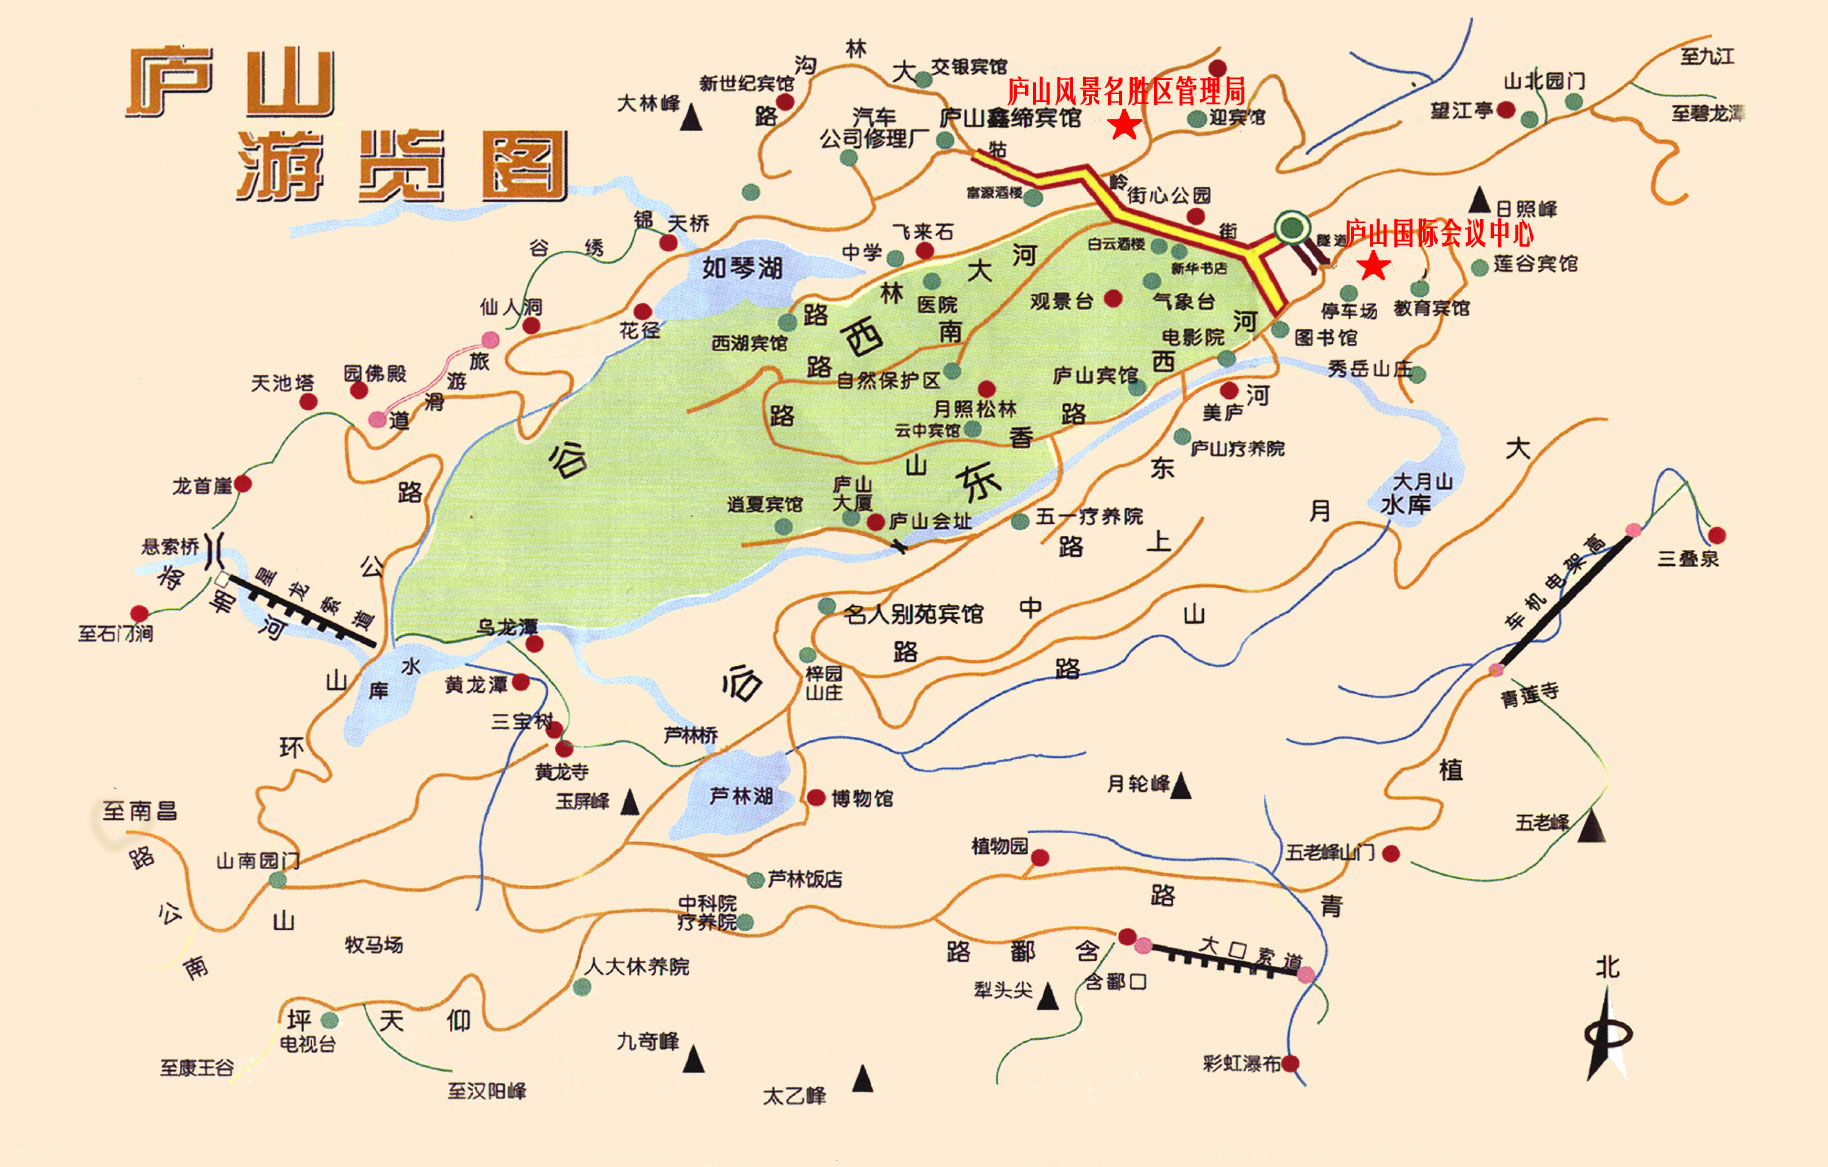 庐山
游览图
林
沟
大
路
交银宾馆
新世纪宾馆
大林峰
汽车
公司修理厂
庐山鑫缔宾馆
庐山风景名胜区管理局
迎宾馆
山北园门
望江亭
至九江
至碧龙潭
牯
岭
街
富源酒楼
街心公园
日照峰
隧道
庐山国际会议中心
莲谷宾馆
停车场
教育宾馆
图书馆
秀岳山庄
锦
绣
谷
天桥
如琴湖
中学
飞来石
医院
大
林
路
河
南
路
西
谷
白云酒楼
新华书店
观景台
气象台
电影院
仙人洞
花径
西湖宾馆
自然保护区
月照松林
云中宾馆
庐山宾馆
河
西
路
美庐
河
东
路
庐山疗养院
天池塔
园佛殿
旅
游
滑
道
路
香
山
路
东
谷
龙首崖
悬索桥
至石门涧
星龙索道
河
逍夏宾馆
庐山
大厦
庐山会址
五一疗养院
大月山
水库
大
月
山
路
上
中
路
三叠泉
车机电架高
青莲寺
名人别苑宾馆
梓园
山庄
乌龙潭
黄龙潭
三宝树
黄龙寺
水
库
公
山
环
芦林桥
芦林湖
博物馆
玉屏峰
月轮峰
植
青
路
五老峰
五老峰山门
植物园
至南昌
路
公
南
山
山南园门
牧马场
芦林饭店
中科院
疗养院
人大休养院
路鄱含
含鄱口
大口索道
犁头尖
彩虹瀑布
北
坪天仰
电视台
至康王谷
至汉阳峰
九奇峰
太乙峰